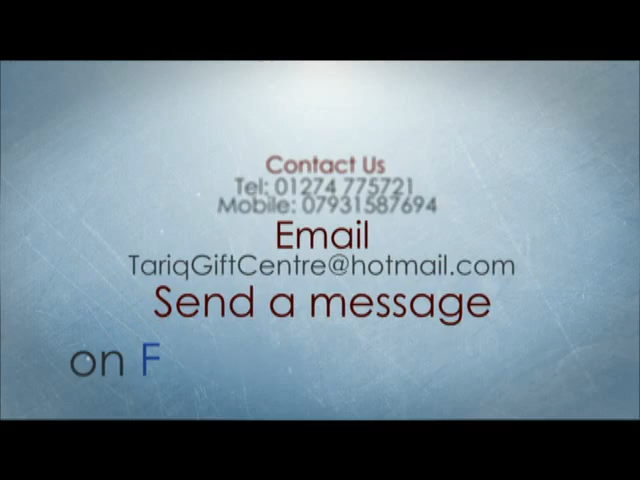 Contact Us
Tel: 01274 775721
Mobile: 07931587694
Email
TariqGiftCentre@hotmail.com
Send a message
on F